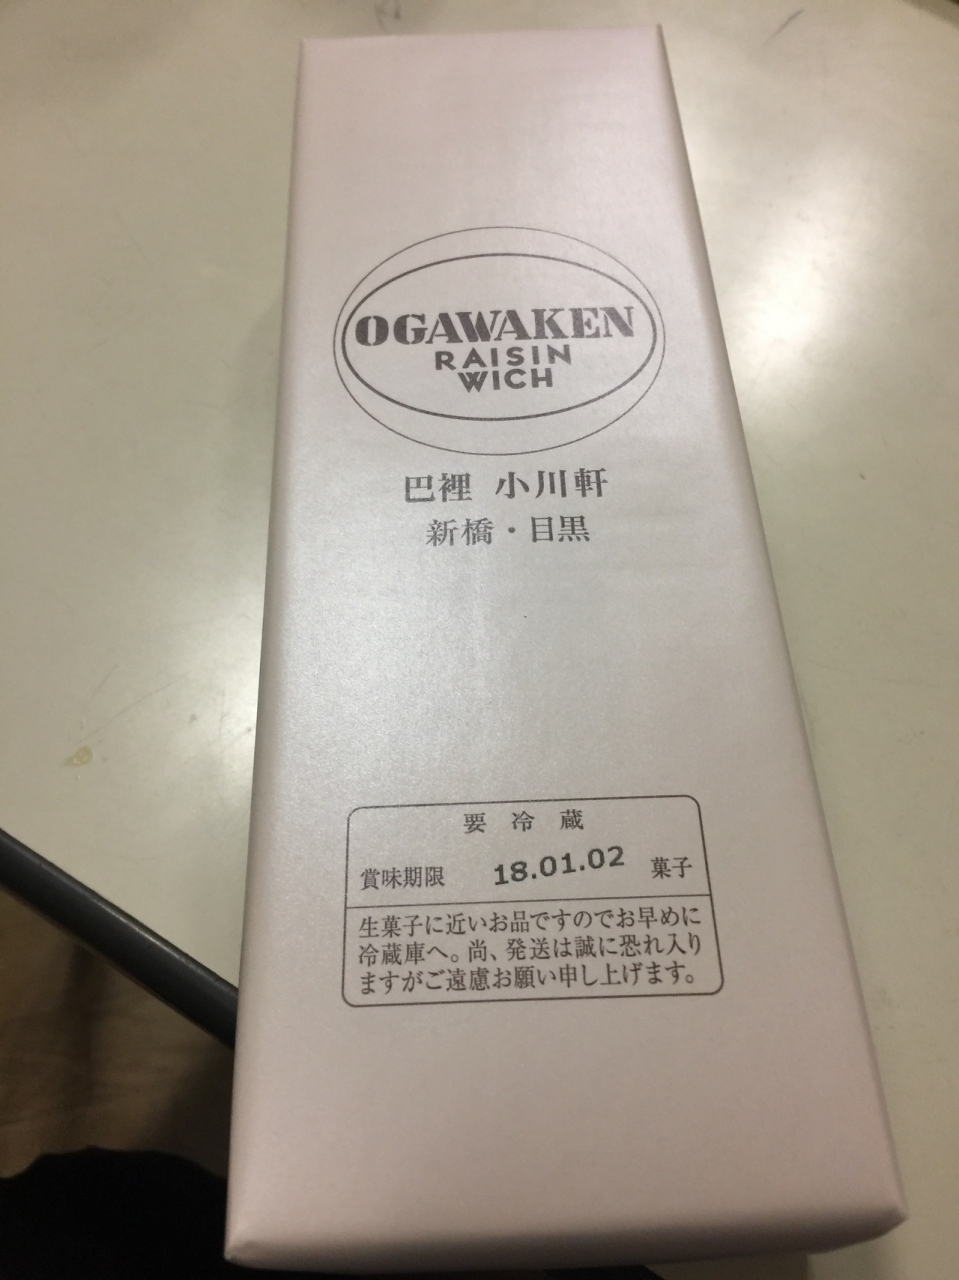 OGAWAKEN
RAISIN
WICH
巴裡 小川軒
新橋・目黒
要冷蔵
賞味期限 18.01.02 菓子
生菓子に近いお品ですのでお早めに
冷蔵庫へ。尚、発送は誠に恐れ入り
ますがご遠慮お願い申し上げます。